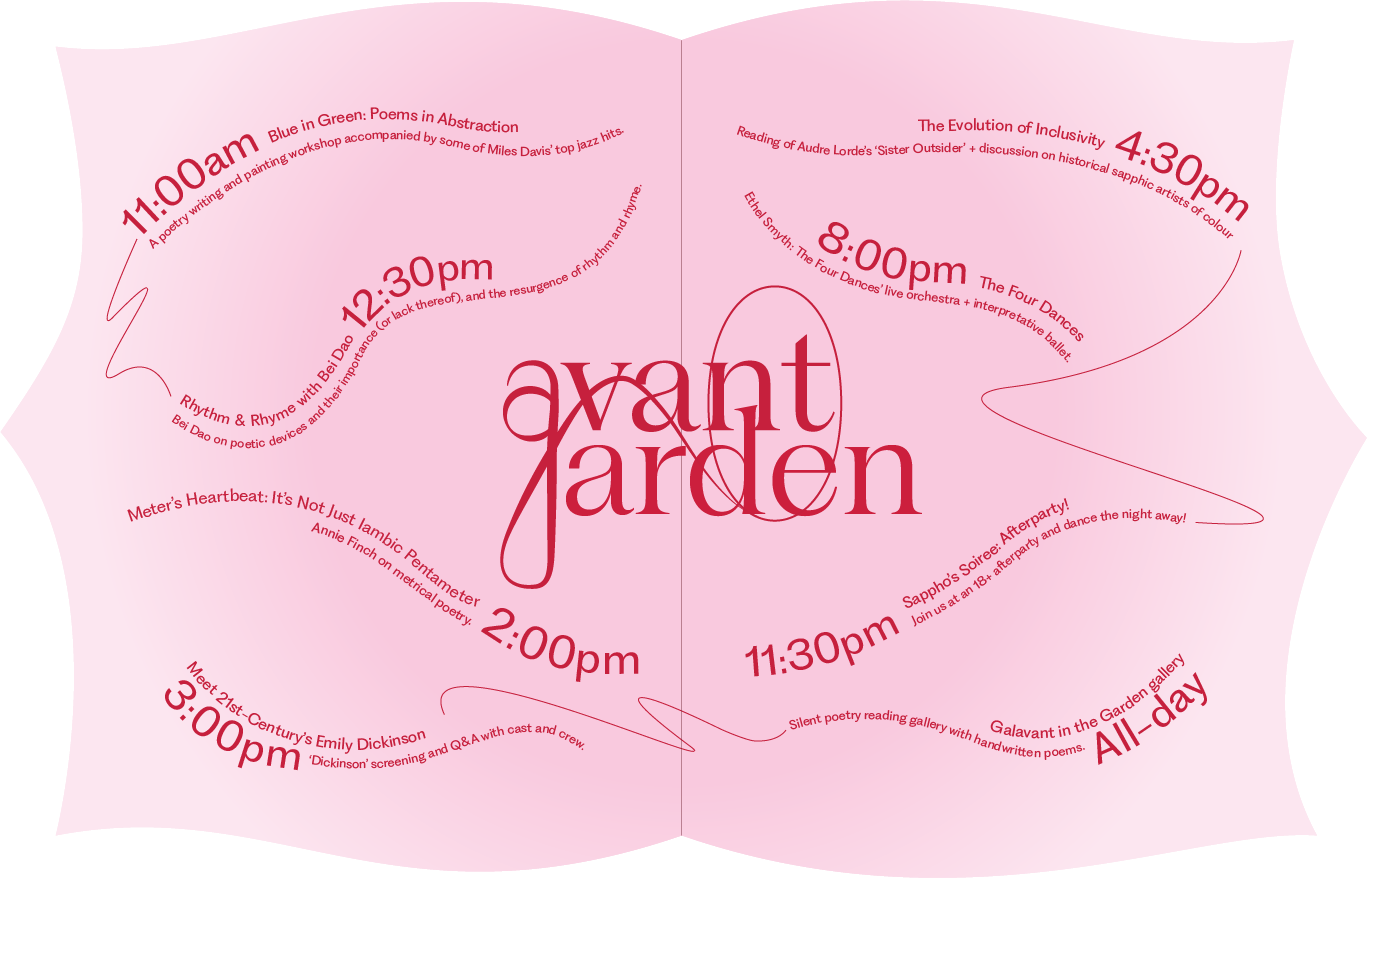 11:00am Blue in Green: Poems in Abstraction
A poetry writing and painting workshop accompanied by some of Miles Davis' top jazz hits.
Rhythm & Rhyme with Bei Dao 12:30pm
Bei Dao on poetic devices and their importance (or lack thereof), and the resurgence of rhythm and rhyme.
Meter's Heartbeat: It's Not Just Iambic Pentameter
Annie Finch on metrical poetry.
2:00pm
Meet 21st-Century's Emily Dickinson
3:00pm
'Dickinson' screening and Q&A with cast and crew.
avant
garden
The Evolution of Inclusivity 4:30pm
Reading of Audre Lorde's 'Sister Outsider' + discussion on historical sapphic artists of colour
8:00pm The Four Dances
Ethel Smyth: The Four Dances' live orchestra + interpretative ballet.
11:30pm Sappho's Soiree: Afterparty!
Join us at an 18+ afterparty and dance the night away!
Galavant in the Garden gallery
All-day
Silent poetry reading gallery with handwritten poems.